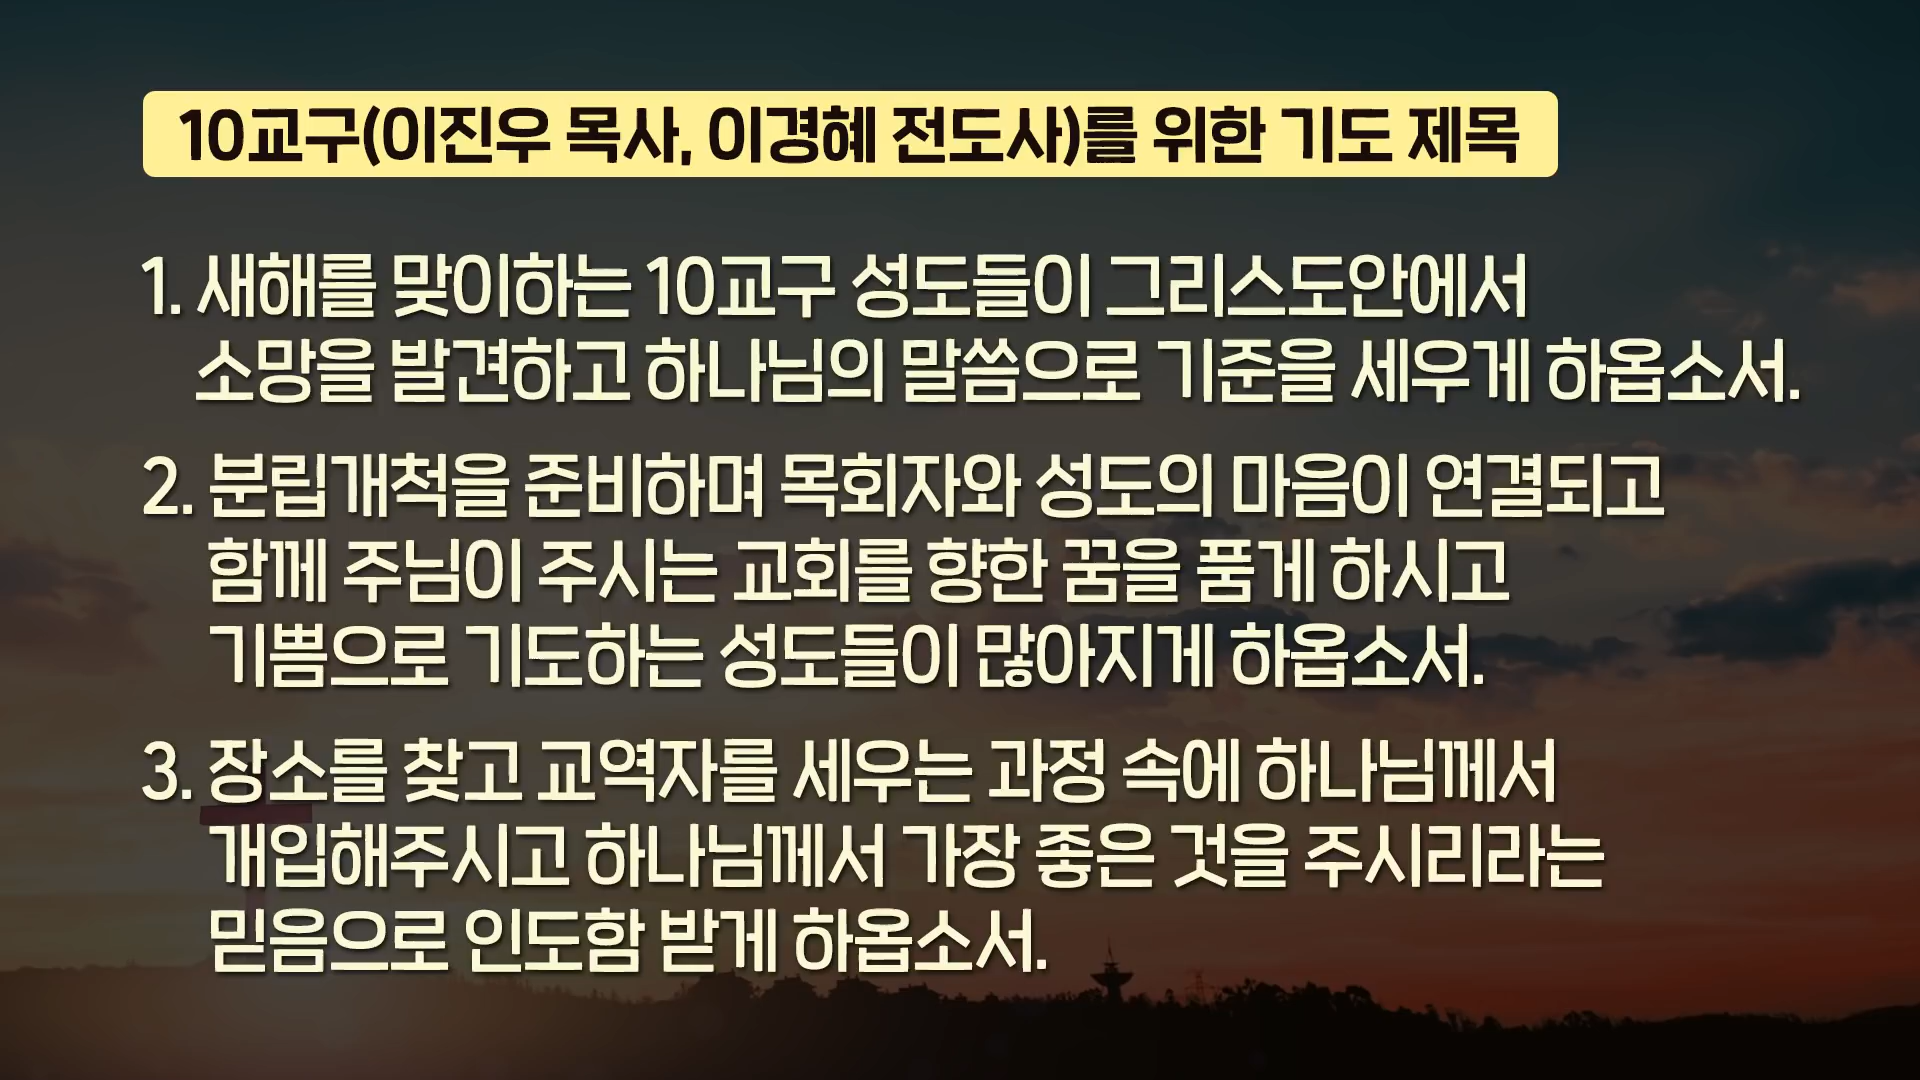 10교구(이진우 목사, 이경혜 전도사)를 위한 기도 제목
1. 새해를 맞이하는 10교구 성도들이 그리스도안에서
소망을 발견하고 하나님의 말씀으로 기준을 세우게 하옵소서.
2. 분립개척을 준비하며 목회자와 성도의 마음이 연결되고
함께 주님이 주시는 교회를 향한 꿈을 품게 하시고
기쁨으로 기도하는 성도들이 많아지게 하옵소서.
3. 장소를 찾고 교역자를 세우는 과정 속에 하나님께서
개입해주시고 하나님께서 가장 좋은 것을 주시리라는
믿음으로 인도함 받게 하옵소서.